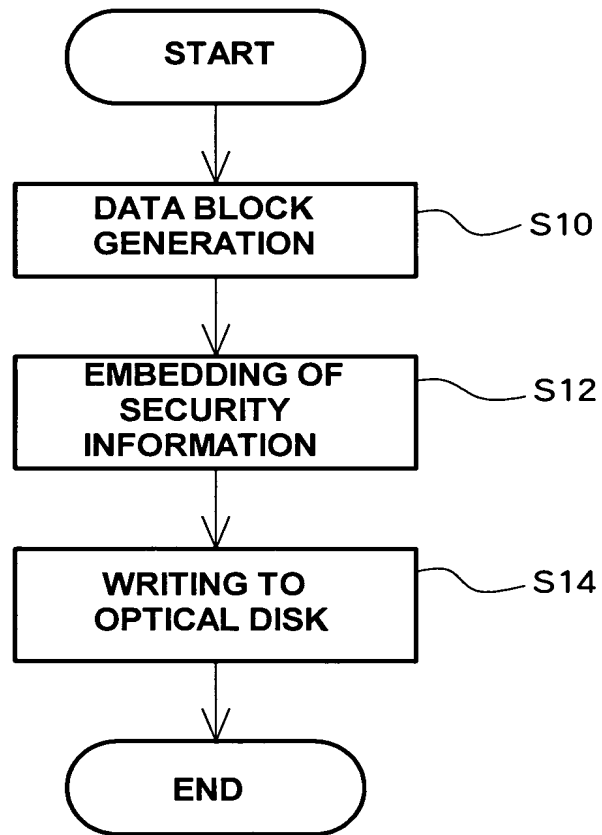 START
DATA BLOCK
GENERATION
S10
EMBEDDING OF
SECURITY
INFORMATION
S12
WRITING TO
OPTICAL DISK
S14
END